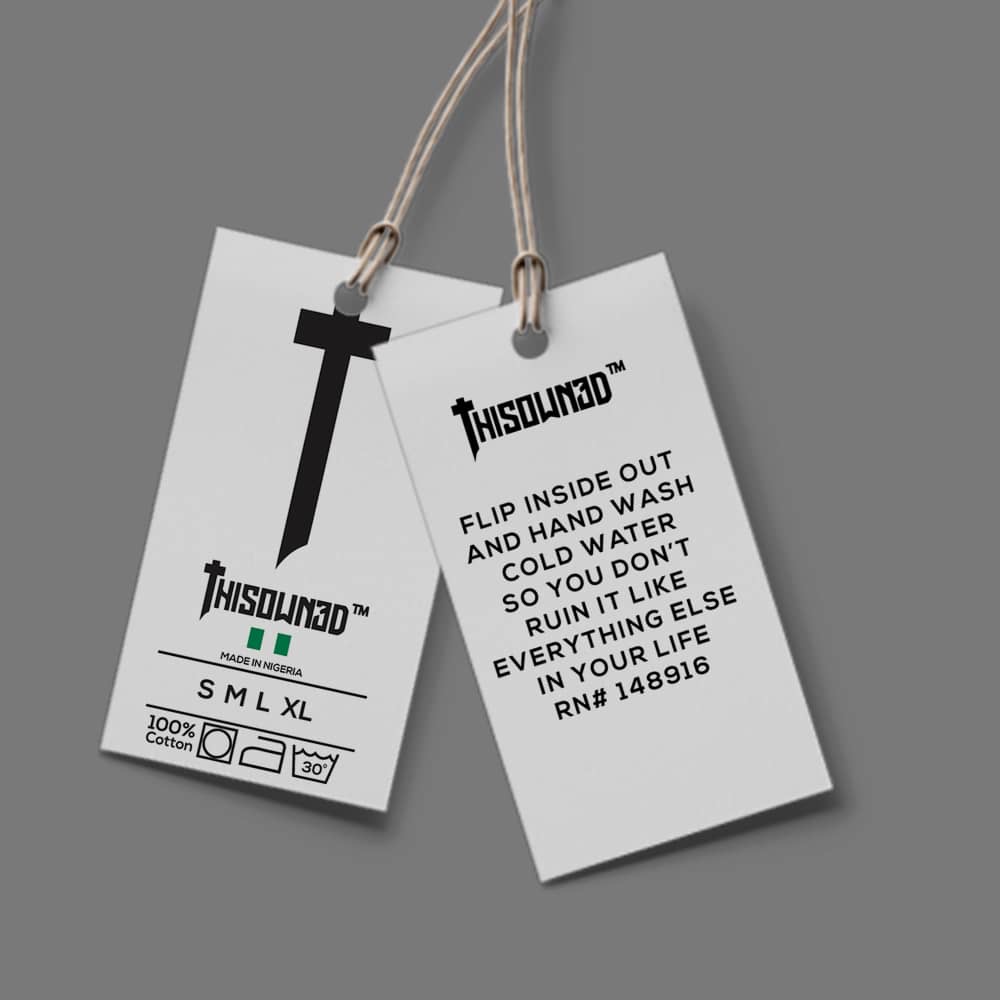 THISOWN3D™
MADE IN NIGERIA
S M L XL
100%
Cotton
30°
THISOWN3D™
FLIP INSIDE OUT
AND HAND WASH
COLD WATER
SO YOU DON'T
RUIN IT LIKE
EVERYTHING ELSE
IN YOUR LIFE
RN# 148916